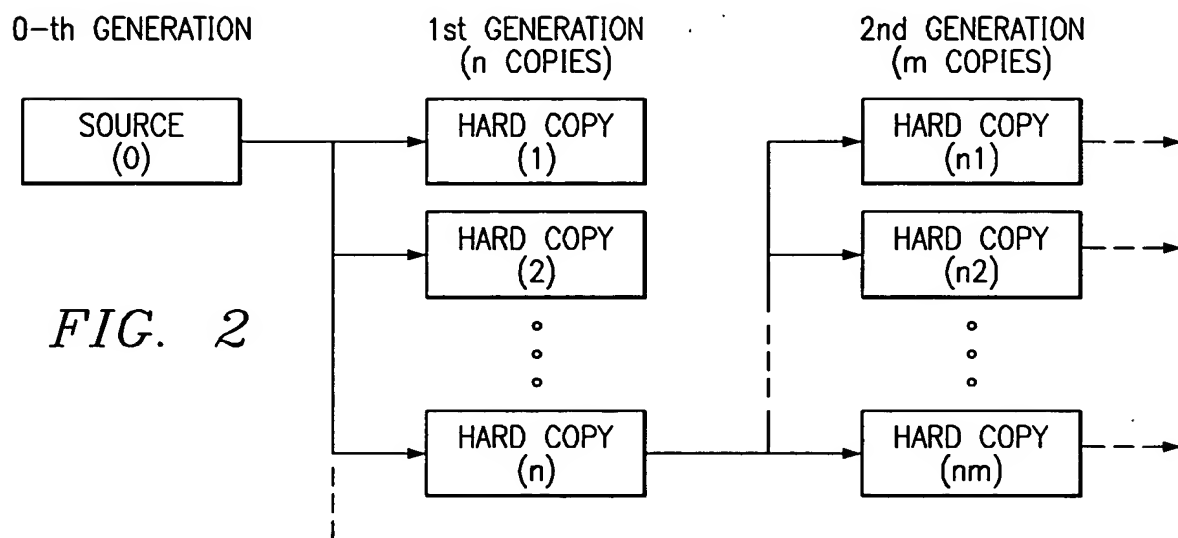 0-th GENERATION
1st GENERATION
(n COPIES)
2nd GENERATION
(m COPIES)
SOURCE
(0)
HARD COPY
(1)
HARD COPY
(n1)
HARD COPY
(2)
HARD COPY
(n2)
FIG. 2
HARD COPY
(n)
HARD COPY
(nm)